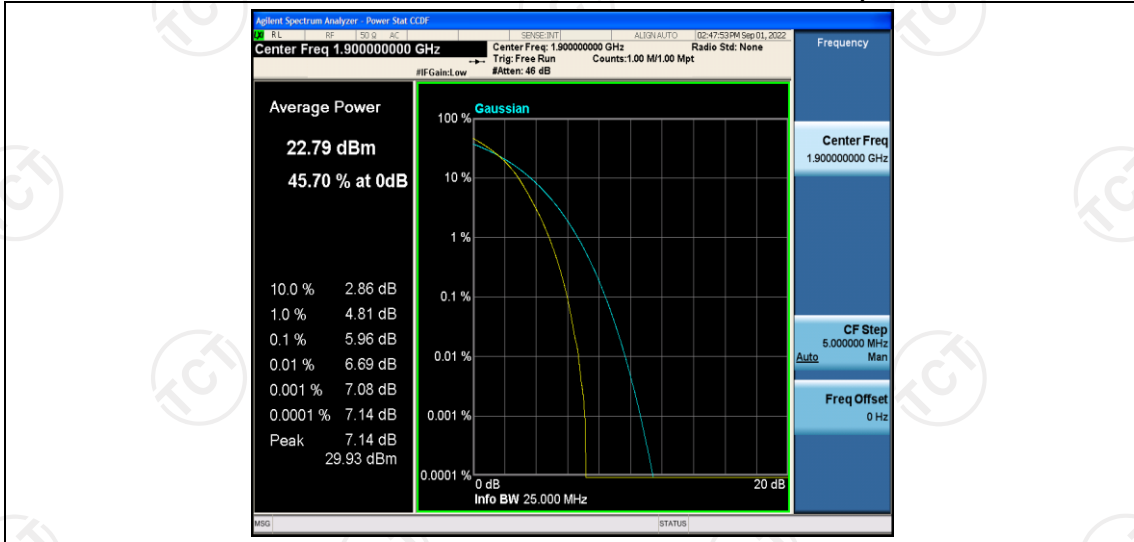 Agilent Spectrum Analyzer - Power Stat CCDF
LXI RL RF 50 Ω AC SENSE:INT ALIGN AUTO 02:47:53 PM Sep 01, 2022
Center Freq 1.900000000 GHz
Center Freq: 1.900000000 GHz Radio Std: None
Trig: Free Run Counts:1.00 M/1.00 Mpt
#IFGain:Low #Atten: 46 dB
Frequency
Average Power
22.79 dBm
45.70 % at 0dB
10.0 % 2.86 dB
1.0 % 4.81 dB
0.1 % 5.96 dB
0.01 % 6.69 dB
0.001 % 7.08 dB
0.0001 % 7.14 dB
Peak 7.14 dB
29.93 dBm
Gaussian
100 %
10 %
1 %
0.1 %
0.01 %
0.001 %
0.0001 %
0 dB 20 dB
Info BW 25.000 MHz
Center Freq
1.900000000 GHz
CF Step
5.000000 MHz
Auto Man
Freq Offset
0 Hz
MSG STATUS
TCT
TCT
TCT
TCT